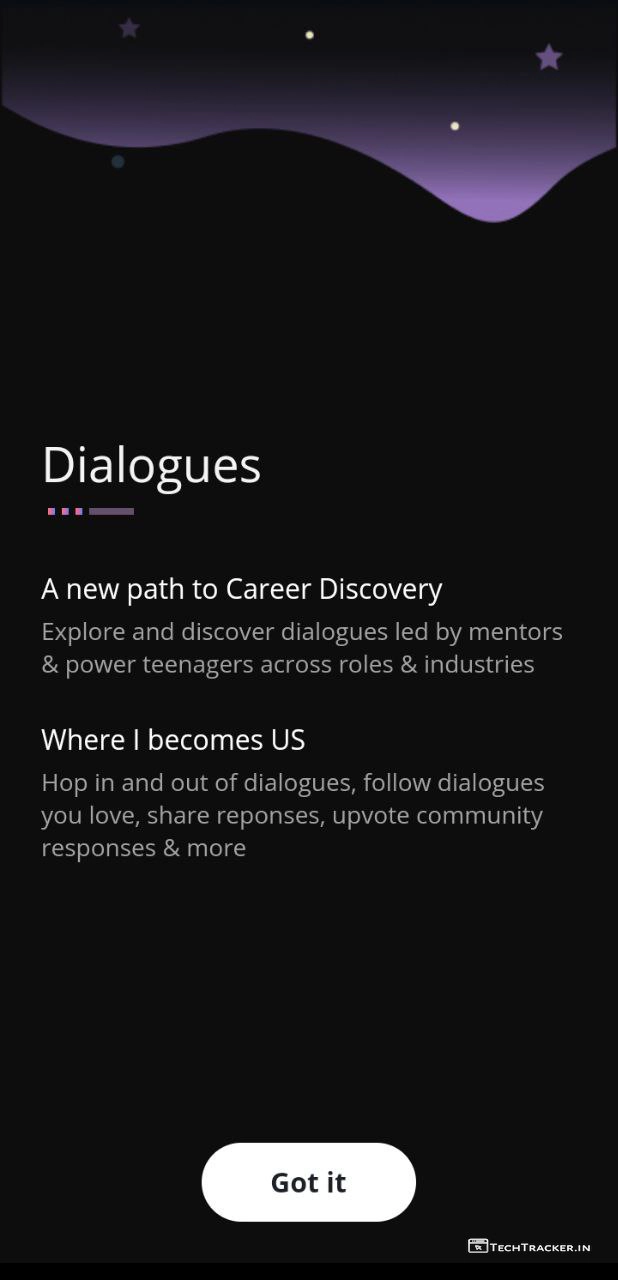 Dialogues
A new path to Career Discovery
Explore and discover dialogues led by mentors
& power teenagers across roles & industries
Where I becomes US
Hop in and out of dialogues, follow dialogues
you love, share reponses, upvote community
responses & more
Got it
TECHTRACKER.IN